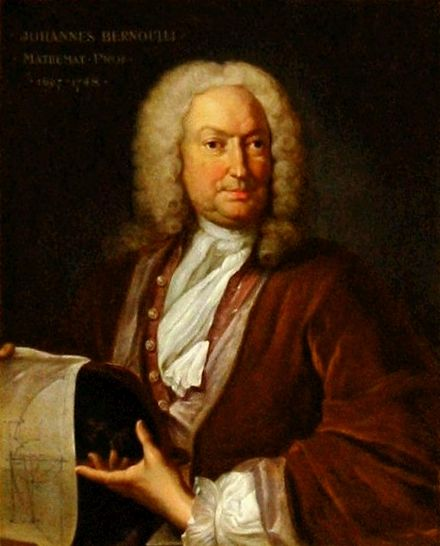 JOHANNES BERNOULLI
MATHEMAT · PROF ·
· 1667 · 1748 ·